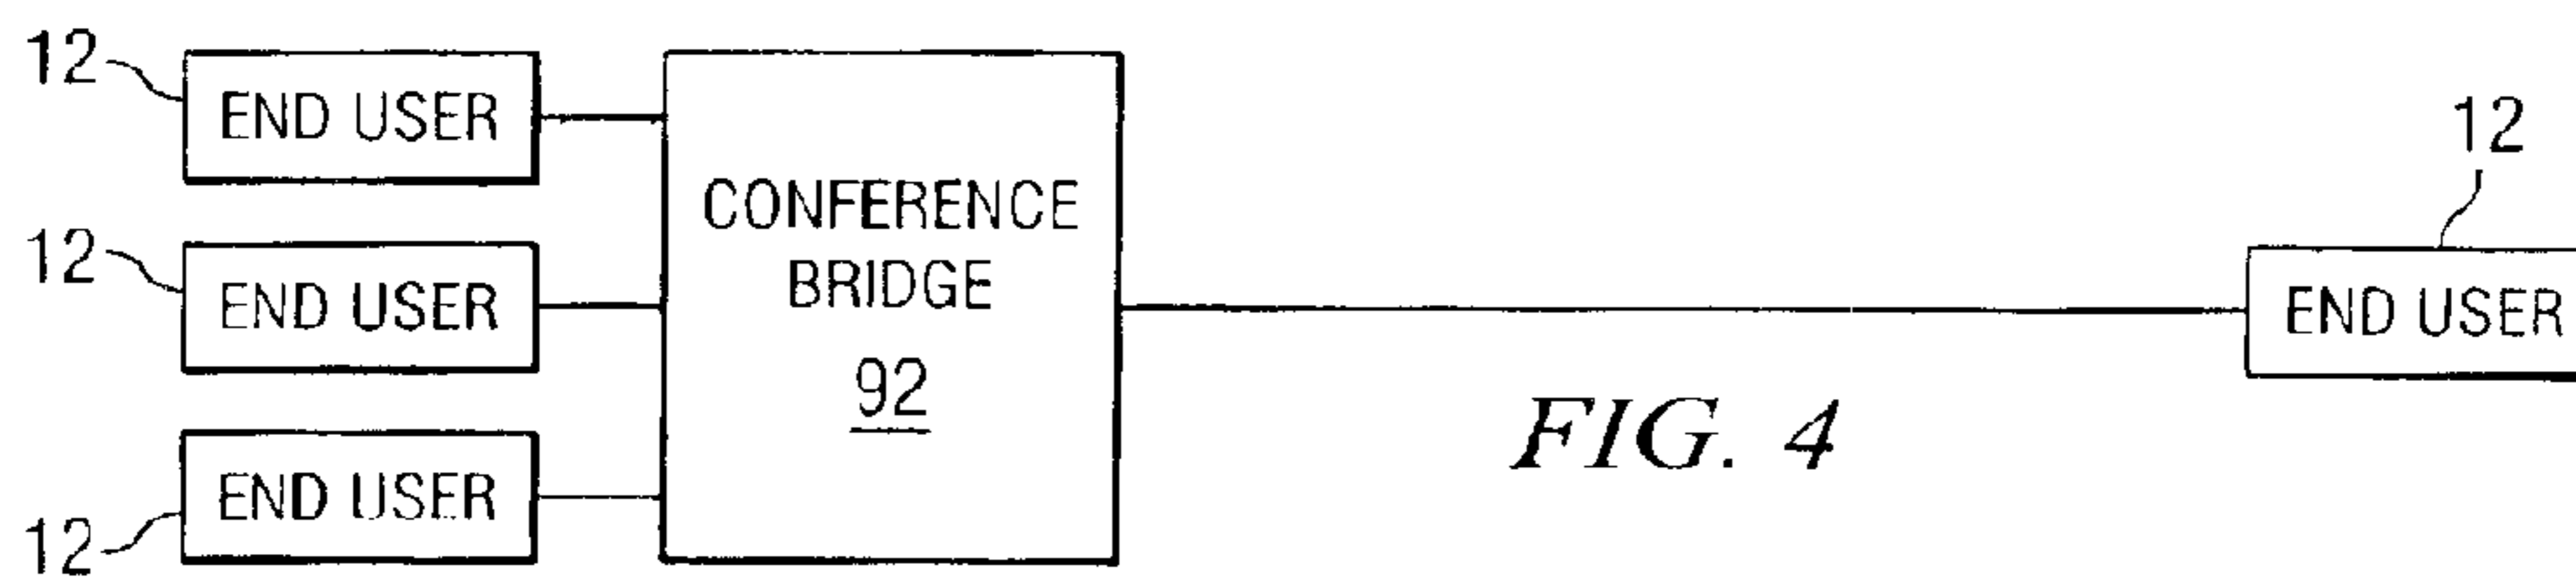 12
END USER
12
END USER
12
END USER
CONFERENCE
BRIDGE
92
12
END USER
FIG. 4